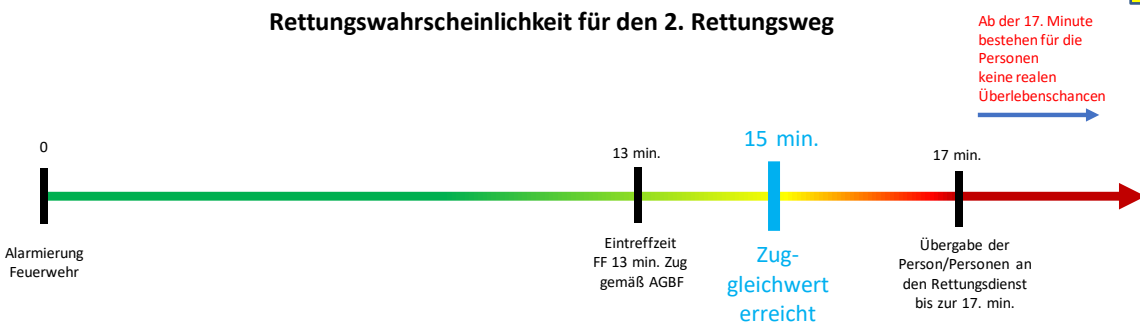 Rettungswahrscheinlichkeit für den 2. Rettungsweg
Ab der 17. Minute
bestehen für die
Personen
keine realen
Überlebenschancen
0
13 min.
15 min.
17 min.
Alarmierung
Feuerwehr
Eintreffzeit
FF 13 min. Zug
gemäß AGBF
Zug-
gleichwert
erreicht
Übergabe der
Person/Personen an
den Rettungsdienst
bis zur 17. min.